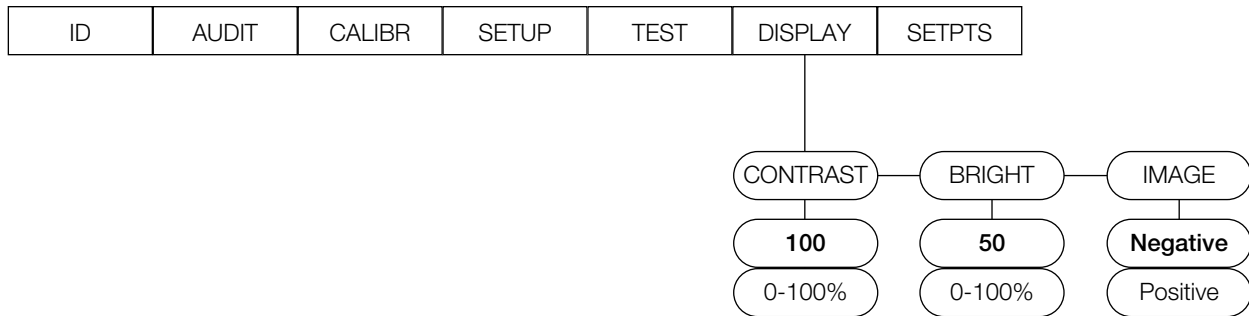 ID AUDIT CALIBR SETUP TEST DISPLAY SETPTS
CONTRAST BRIGHT IMAGE
100 50 Negative
0-100% 0-100% Positive